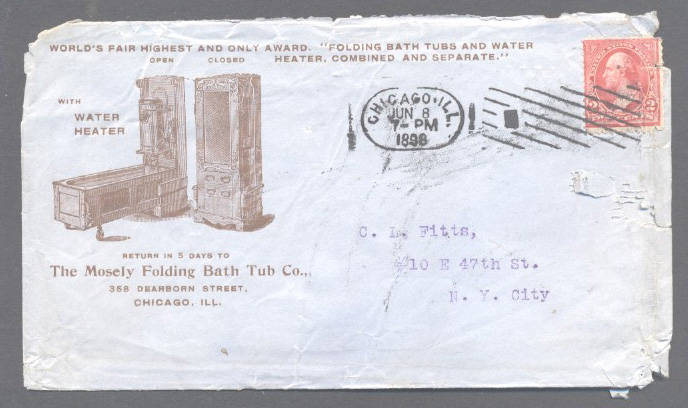 WORLD'S FAIR HIGHEST AND ONLY AWARD. "FOLDING BATH TUBS AND WATER
HEATER, COMBINED AND SEPARATE."
OPEN CLOSED
WITH
WATER
HEATER
CHICAGO, ILL.
JUN 8
7-PM
1898
2 2
C. L. Fitts,
10 E 47th St.
N. Y. City
RETURN IN 5 DAYS TO
The Mosely Folding Bath Tub Co.,
358 DEARBORN STREET,
CHICAGO, ILL.